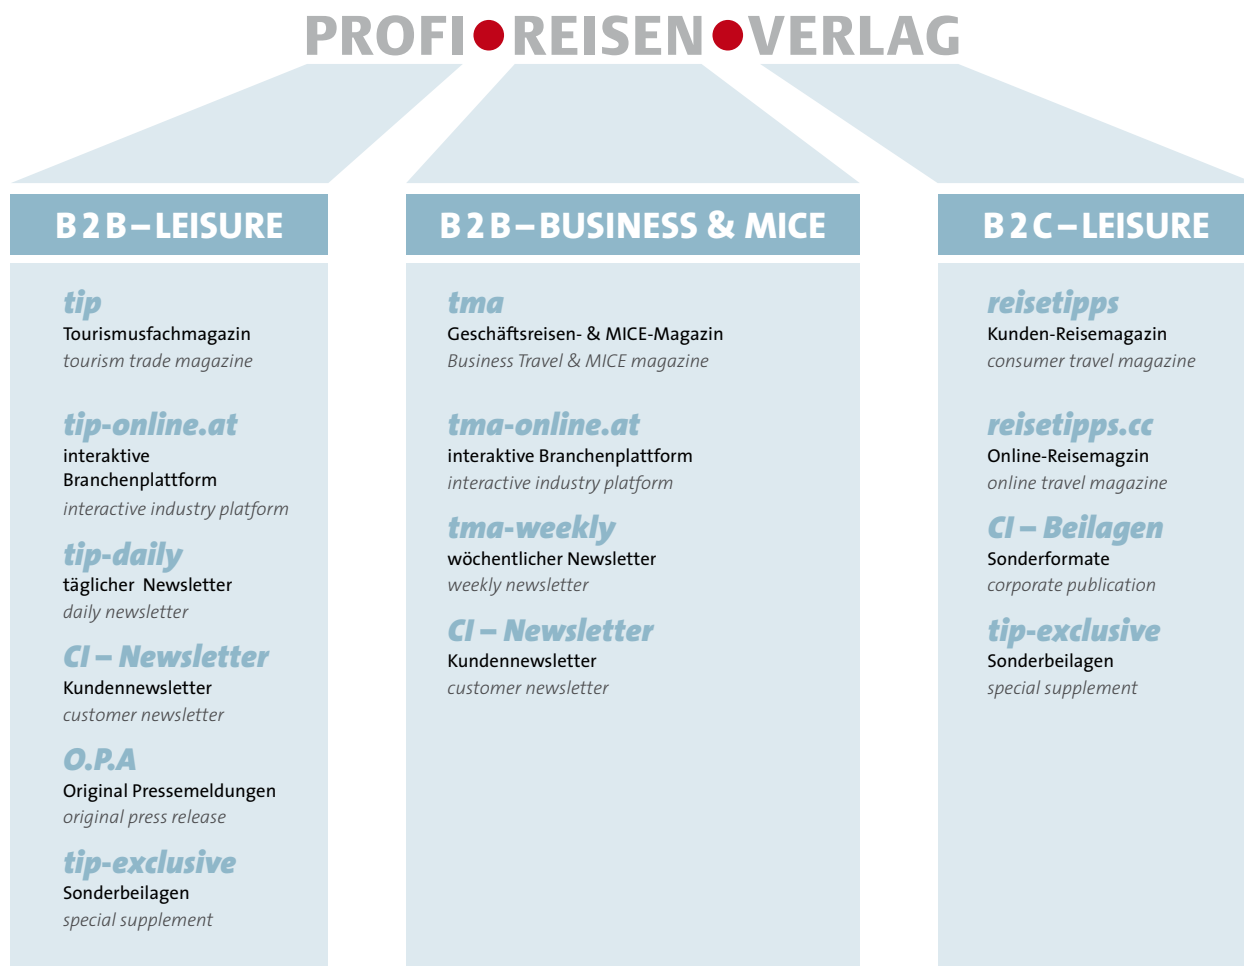 PROFI●REISEN●VERLAG
B2B–LEISURE
tip
Tourismusfachmagazin
tourism trade magazine
tip-online.at
interaktive
Branchenplattform
interactive industry platform
tip-daily
täglicher Newsletter
daily newsletter
CI – Newsletter
Kundennewsletter
customer newsletter
O.P.A
Original Pressemeldungen
original press release
tip-exclusive
Sonderbeilagen
special supplement
B2B–BUSINESS & MICE
tma
Geschäftsreisen- & MICE-Magazin
Business Travel & MICE magazine
tma-online.at
interaktive Branchenplattform
interactive industry platform
tma-weekly
wöchentlicher Newsletter
weekly newsletter
CI – Newsletter
Kundennewsletter
customer newsletter
B2C–LEISURE
reisetipps
Kunden-Reisemagazin
consumer travel magazine
reisetipps.cc
Online-Reisemagzin
online travel magazine
CI – Beilagen
Sonderformate
corporate publication
tip-exclusive
Sonderbeilagen
special supplement